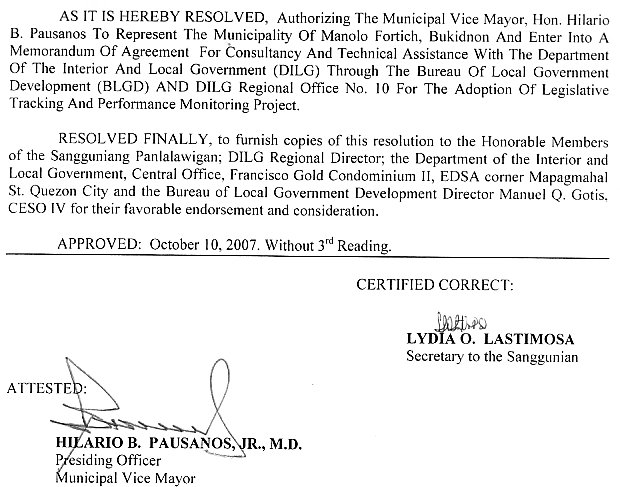 AS IT IS HEREBY RESOLVED, Authorizing The Municipal Vice Mayor, Hon. Hilario
B. Pausanos To Represent The Municipality Of Manolo Fortich, Bukidnon And Enter Into A
Memorandum Of Agreement For Consultancy And Technical Assistance With The Department
Of The Interior And Local Government (DILG) Through The Bureau Of Local Government
Development (BLGD) AND DILG Regional Office No. 10 For The Adoption Of Legislative
Tracking And Performance Monitoring Project.
RESOLVED FINALLY, to furnish copies of this resolution to the Honorable Members
of the Sangguniang Panlalawigan; DILG Regional Director; the Department of the Interior and
Local Government, Central Office, Francisco Gold Condominium II, EDSA corner Mapagmahal
St. Quezon City and the Bureau of Local Government Development Director Manuel Q. Gotis,
CESO IV for their favorable endorsement and consideration.
APPROVED: October 10, 2007. Without 3rd Reading.
CERTIFIED CORRECT:
LYDIA O. LASTIMOSA
Secretary to the Sanggunian
ATTESTED:
HILARIO B. PAUSANOS, JR., M.D.
Presiding Officer
Municipal Vice Mayor